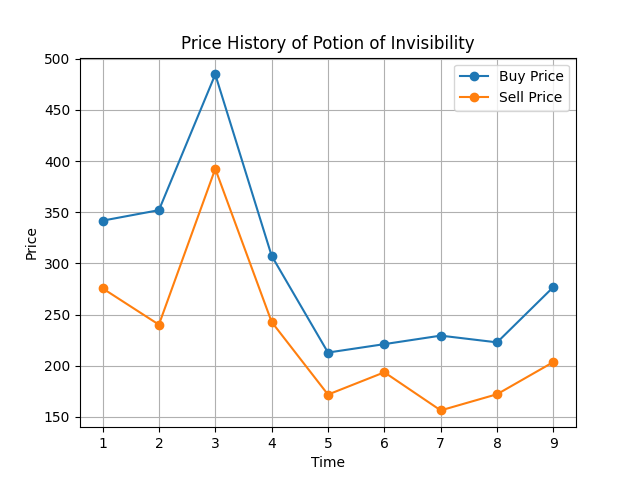 Price History of Potion of Invisibility
500
450
400
350
300
250
200
150
Price
Buy Price
Sell Price
1 2 3 4 5 6 7 8 9
Time